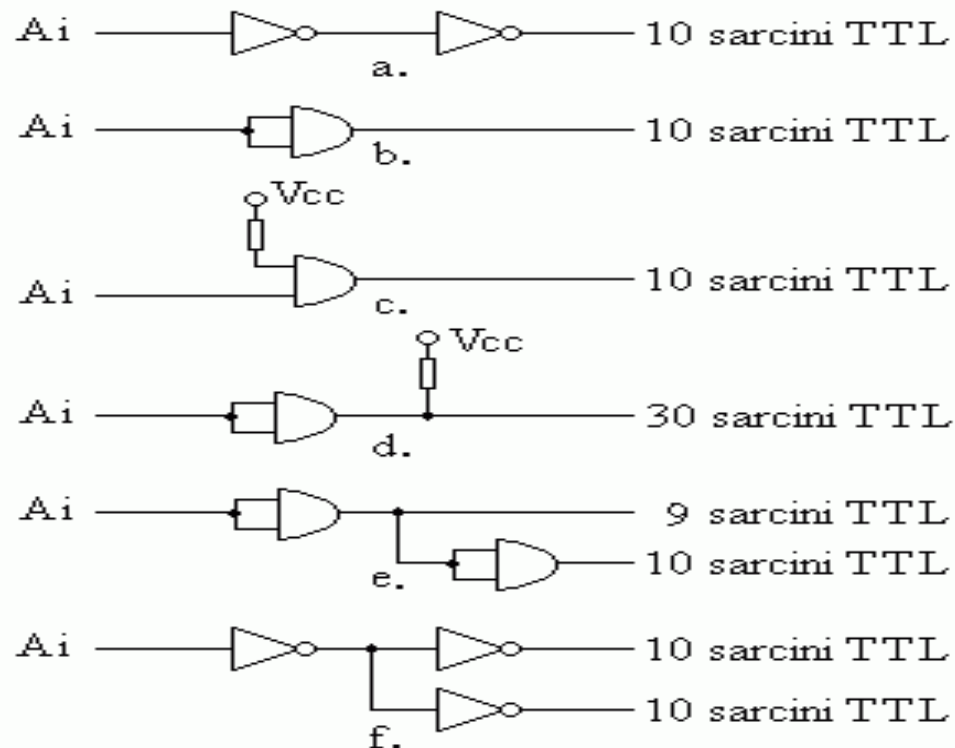 Ai 10 sarcini TTL
a.
Ai 10 sarcini TTL
b.
Vcc
Ai 10 sarcini TTL
c.
Vcc
Ai 30 sarcini TTL
d.
Ai 9 sarcini TTL
10 sarcini TTL
e.
Ai 10 sarcini TTL
10 sarcini TTL
f.